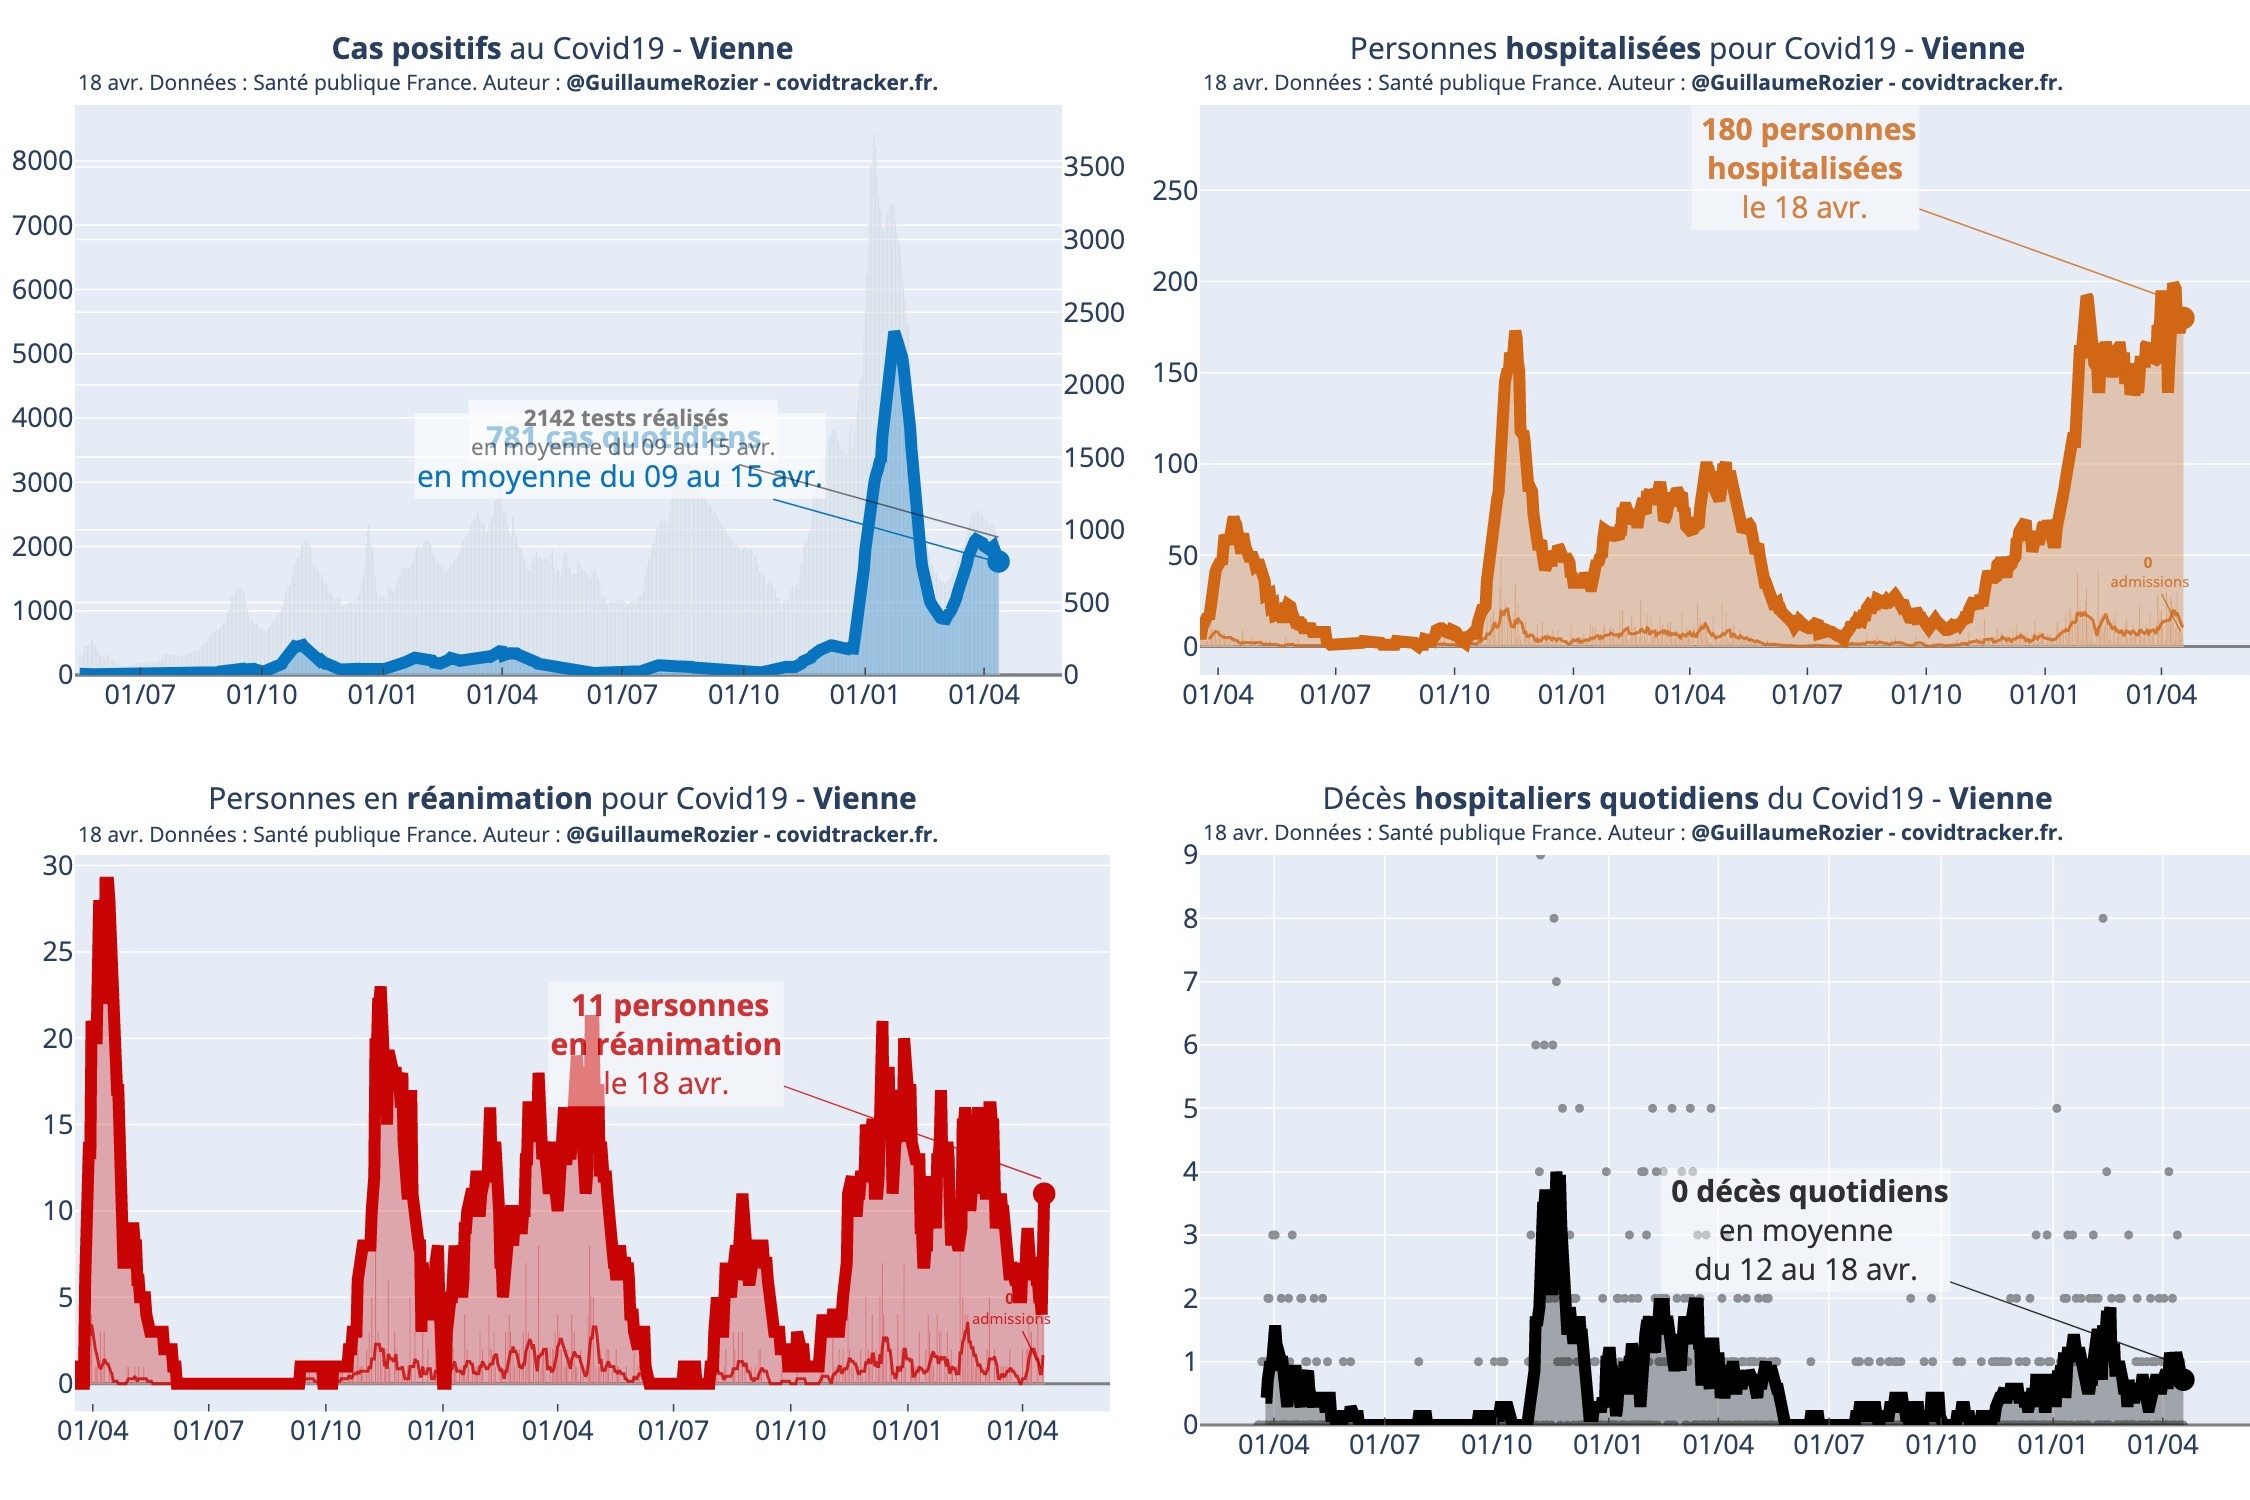 Cas positifs au Covid19 - Vienne
18 avr. Données : Santé publique France. Auteur : @GuillaumeRozier - covidtracker.fr.
8000
7000
6000
5000
4000
3000
2000
1000
0
3500
3000
2500
2000
1500
1000
500
0
2142 tests réalisés
en moyenne du 09 au 15 avr.
781 cas quotidiens
en moyenne du 09 au 15 avr.
01/07 01/10 01/01 01/04 01/07 01/10 01/01 01/04
Personnes hospitalisées pour Covid19 - Vienne
18 avr. Données : Santé publique France. Auteur : @GuillaumeRozier - covidtracker.fr.
250
200
150
100
50
0
180 personnes
hospitalisées
le 18 avr.
0
admissions
01/04 01/07 01/10 01/01 01/04 01/07 01/10 01/01 01/04
Personnes en réanimation pour Covid19 - Vienne
18 avr. Données : Santé publique France. Auteur : @GuillaumeRozier - covidtracker.fr.
30
25
20
15
10
5
0
11 personnes
en réanimation
le 18 avr.
0
admissions
01/04 01/07 01/10 01/01 01/04 01/07 01/10 01/01 01/04
Décès hospitaliers quotidiens du Covid19 - Vienne
18 avr. Données : Santé publique France. Auteur : @GuillaumeRozier - covidtracker.fr.
9
8
7
6
5
4
3
2
1
0
0 décès quotidiens
en moyenne
du 12 au 18 avr.
01/04 01/07 01/10 01/01 01/04 01/07 01/10 01/01 01/04